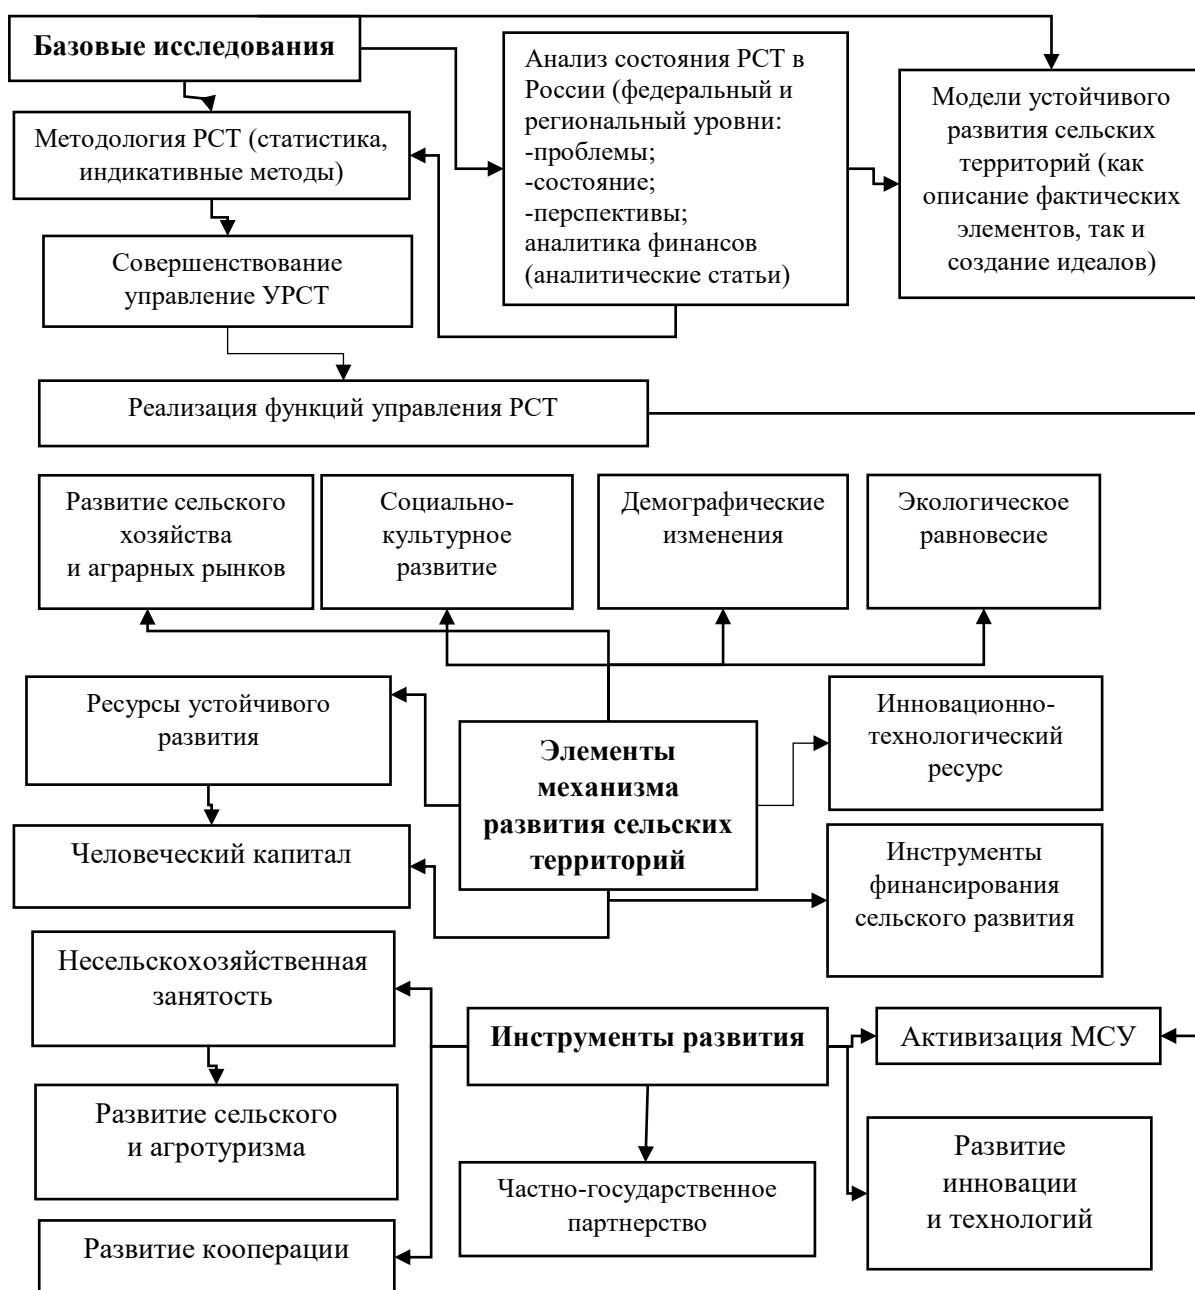 Базовые исследования
Методология РСТ (статистика,
индикативные методы)
Совершенствование
управление УРСТ
Анализ состояния РСТ в
России (федеральный и
региональный уровни:
-проблемы;
-состояние;
-перспективы;
аналитика финансов
(аналитические статьи)
Модели устойчивого
развития сельских
территорий (как
описание фактических
элементов, так и
создание идеалов)
Реализация функций управления РСТ
Развитие сельского
хозяйства
и аграрных рынков
Социально-
культурное
развитие
Демографические
изменения
Экологическое
равновесие
Ресурсы устойчивого
развития
Человеческий капитал
Элементы
механизма
развития сельских
территорий
Инновационно-
технологический
ресурс
Инструменты
финансирования
сельского развития
Несельскохозяйственная
занятость
Развитие сельского
и агротуризма
Развитие кооперации
Инструменты развития
Частно-государственное
партнерство
Активизация МСУ
Развитие
инновации
и технологий